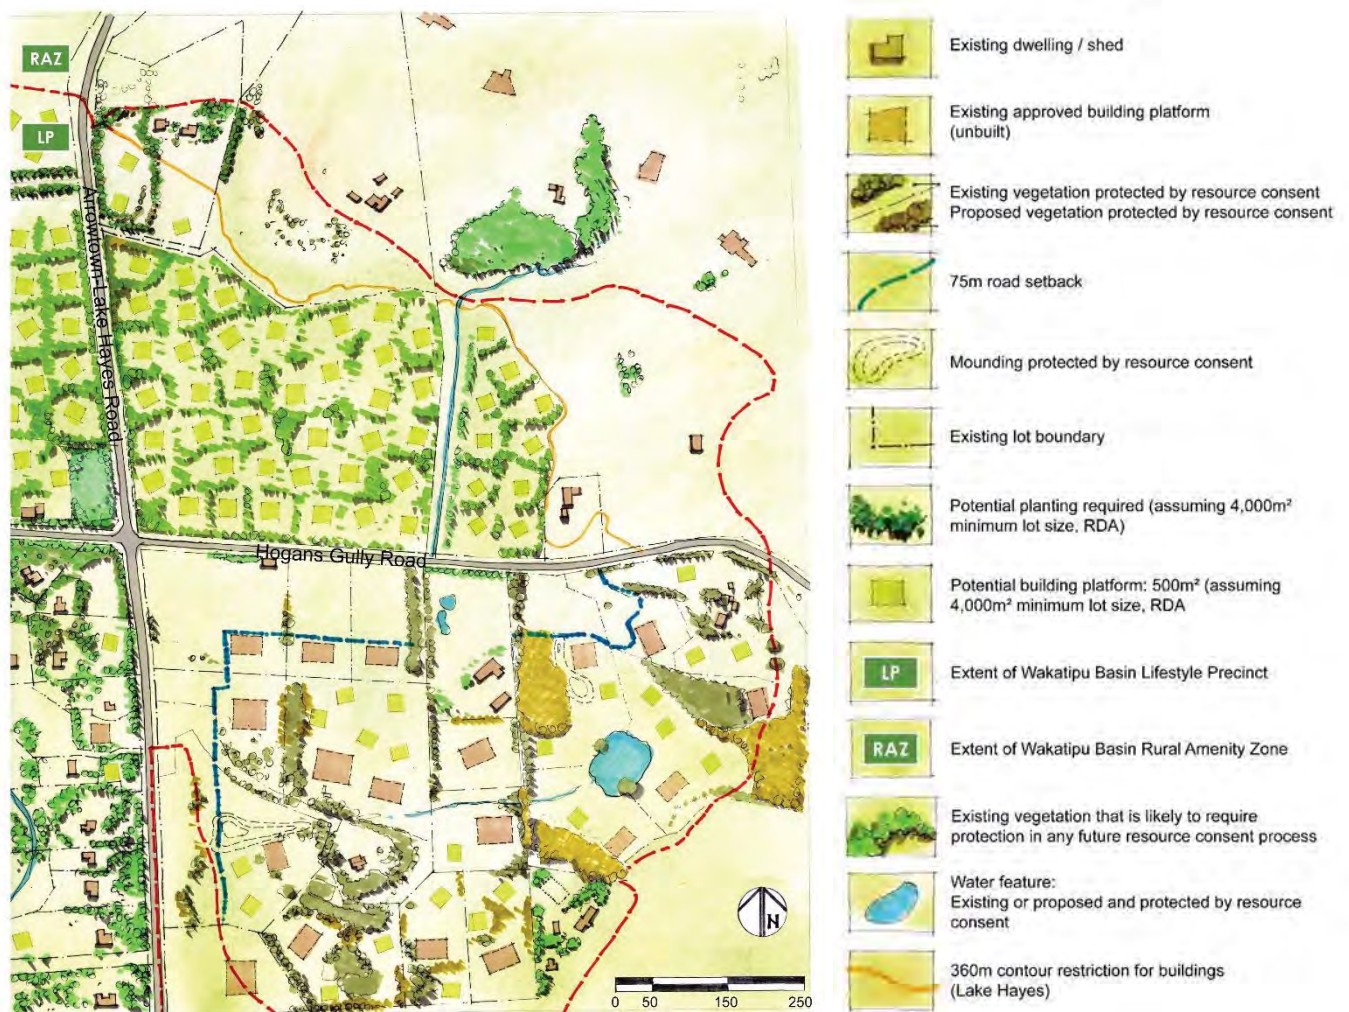 RAZ
LP
Arrowtown-Lake Hayes Road
Hogans Gully Road
N
0 50 150 250
Existing dwelling / shed
Existing approved building platform
(unbuilt)
Existing vegetation protected by resource consent
Proposed vegetation protected by resource consent
75m road setback
Mounding protected by resource consent
Existing lot boundary
Potential planting required (assuming 4,000m²
minimum lot size, RDA)
Potential building platform: 500m² (assuming
4,000m² minimum lot size, RDA
LP
Extent of Wakatipu Basin Lifestyle Precinct
RAZ
Extent of Wakatipu Basin Rural Amenity Zone
Existing vegetation that is likely to require
protection in any future resource consent process
Water feature:
Existing or proposed and protected by resource
consent
360m contour restriction for buildings
(Lake Hayes)